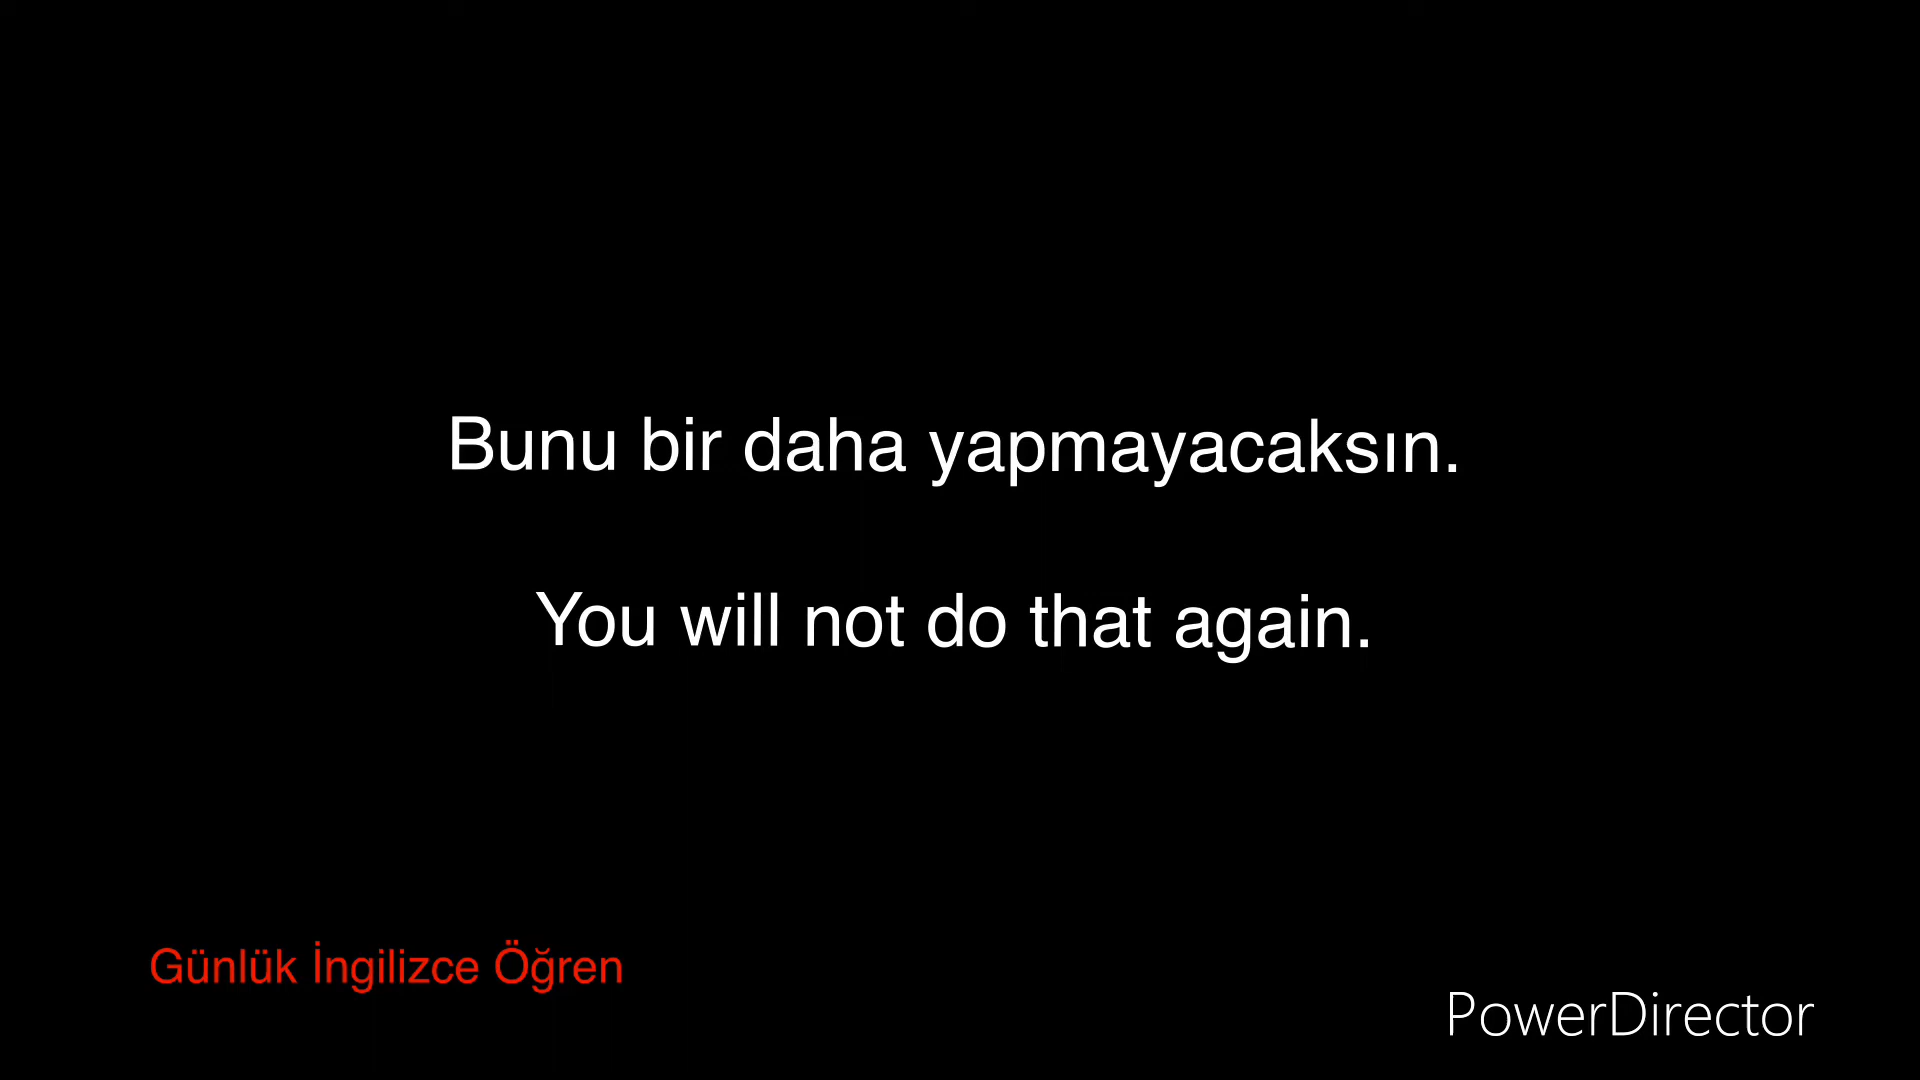 Bunu bir daha yapmayacaksın.
You will not do that again.
Günlük İngilizce Öğren
PowerDirector